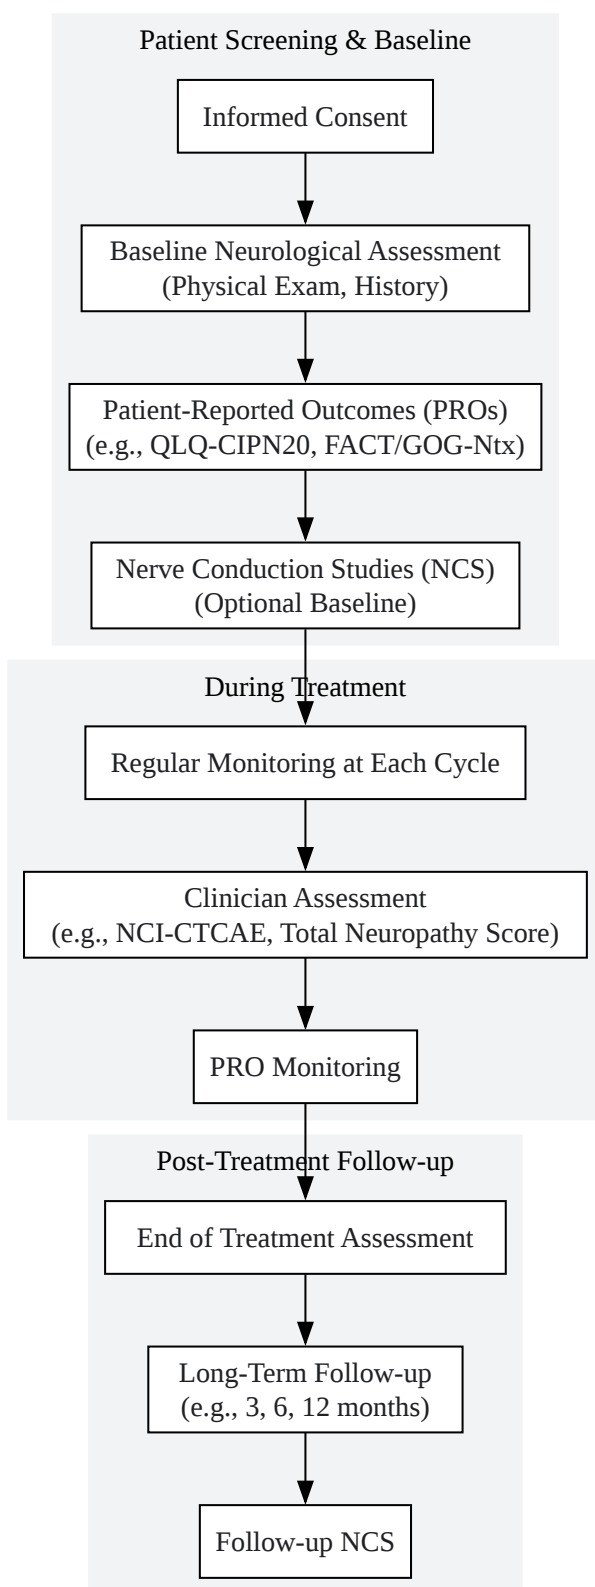 Patient Screening & Baseline
Informed Consent
Baseline Neurological Assessment
(Physical Exam, History)
Patient-Reported Outcomes (PROs)
(e.g., QLQ-CIPN20, FACT/GOG-Ntx)
Nerve Conduction Studies (NCS)
(Optional Baseline)
During Treatment
Regular Monitoring at Each Cycle
Clinician Assessment
(e.g., NCI-CTCAE, Total Neuropathy Score)
PRO Monitoring
Post-Treatment Follow-up
End of Treatment Assessment
Long-Term Follow-up
(e.g., 3, 6, 12 months)
Follow-up NCS